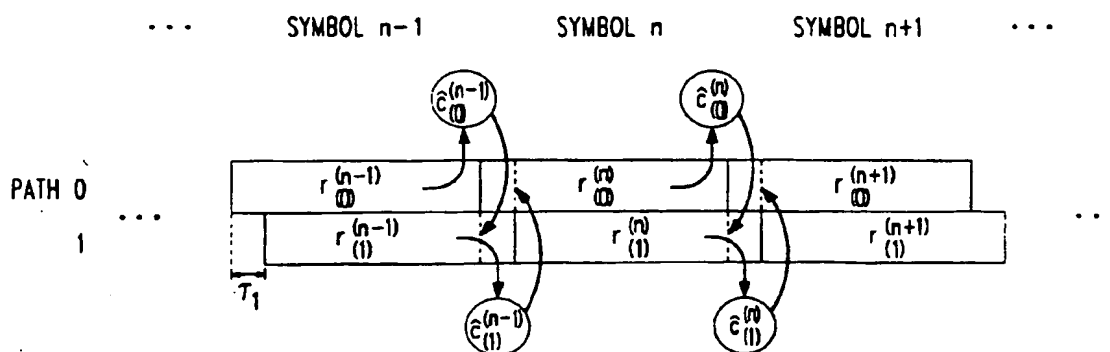 ... SYMBOL n-1 SYMBOL n SYMBOL n+1 ...
ĉ(0)^(n-1) ĉ(0)^(n)
PATH 0 r(0)^(n-1) r(0)^(n) r(0)^(n+1)
... ..
1 r(1)^(n-1) r(1)^(n) r(1)^(n+1)
τ1
ĉ(1)^(n-1) ĉ(1)^(n)